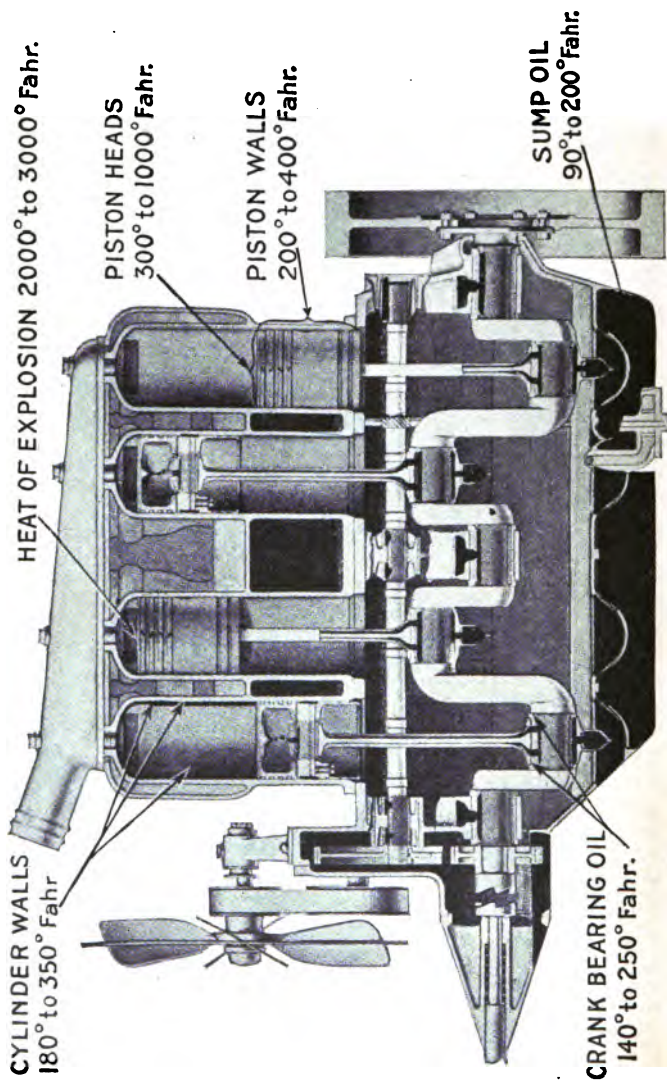 HEAT OF EXPLOSION 2000° to 3000° Fahr.
PISTON HEADS
300° to 1000° Fahr.
PISTON WALLS
200° to 400° Fahr.
SUMP OIL
90° to 200° Fahr.
CYLINDER WALLS
180° to 350° Fahr
CRANK BEARING OIL
140° to 250° Fahr.